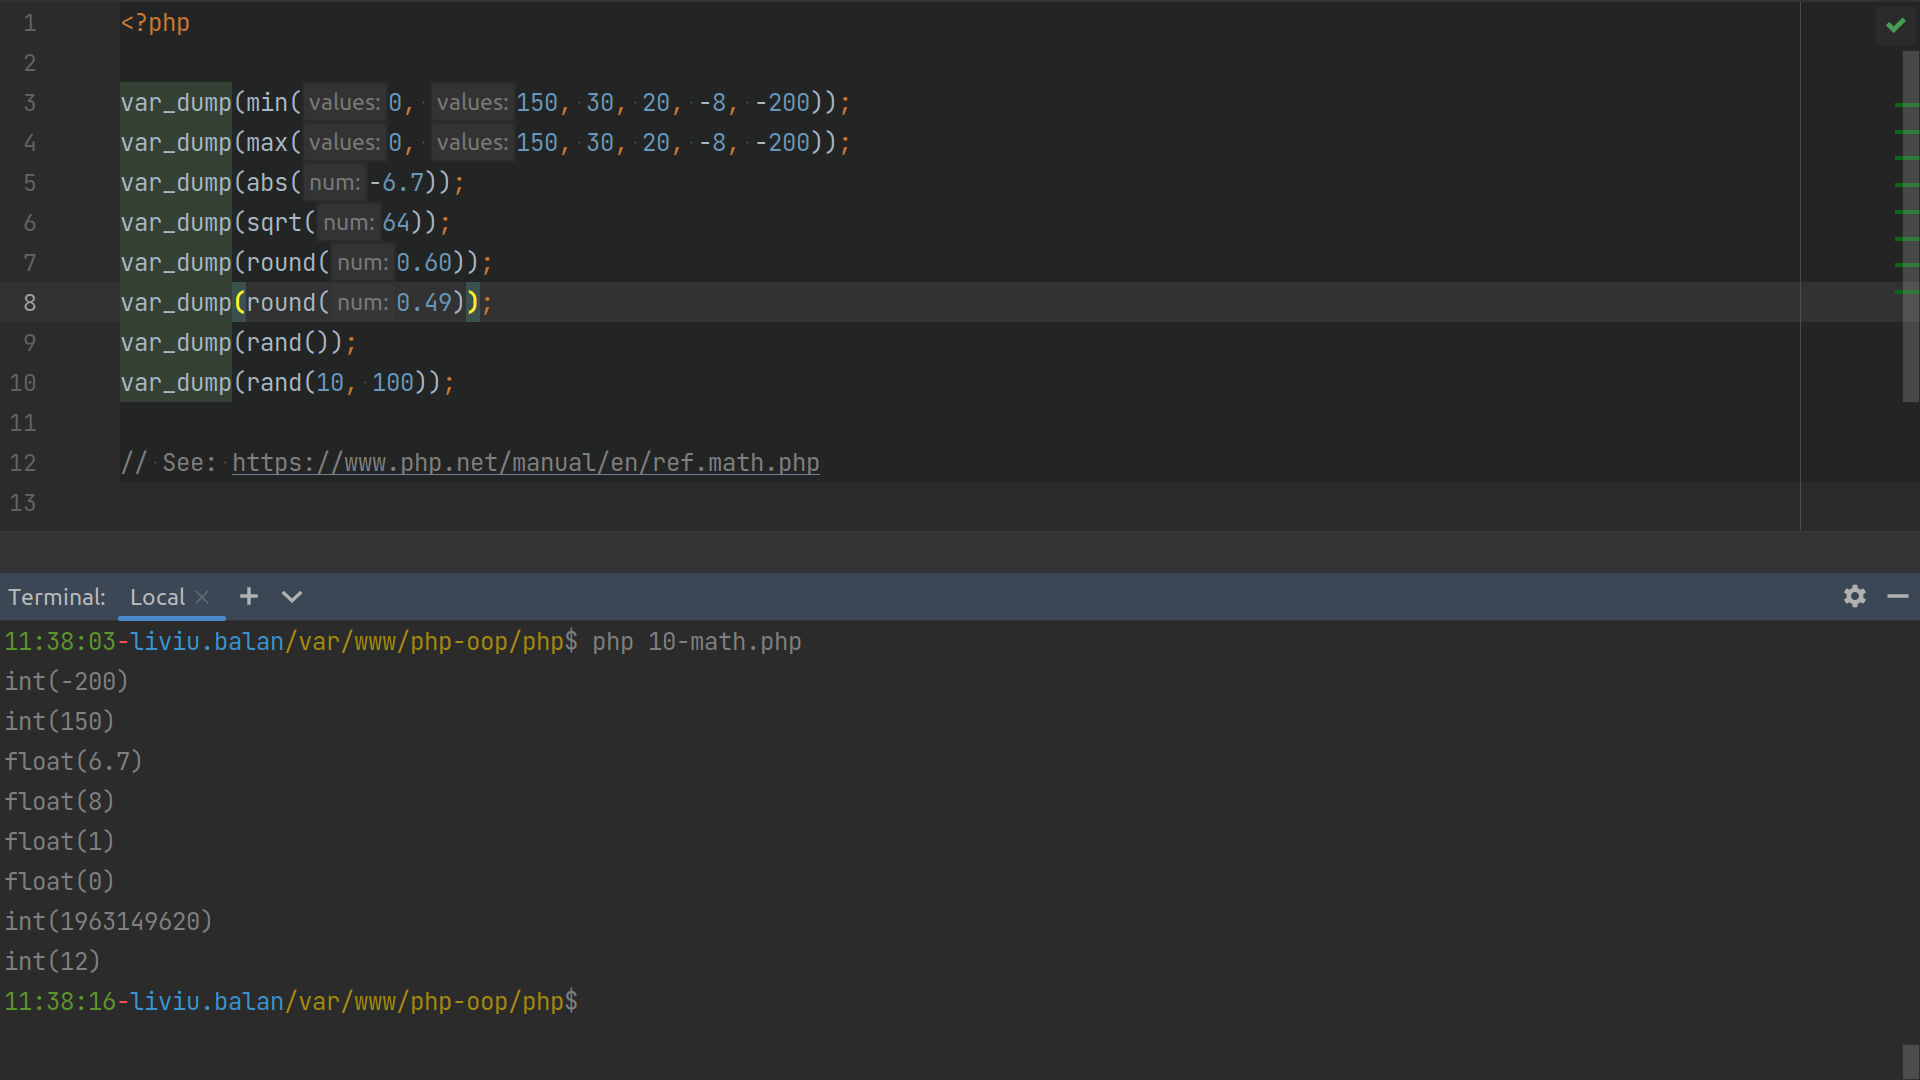 1 <?php
2
3 var_dump(min( values: 0, values: 150, 30, 20, -8, -200));
4 var_dump(max( values: 0, values: 150, 30, 20, -8, -200));
5 var_dump(abs( num: -6.7));
6 var_dump(sqrt( num: 64));
7 var_dump(round( num: 0.60));
8 var_dump(round( num: 0.49));
9 var_dump(rand());
10 var_dump(rand(10, 100));
11
12 // See: https://www.php.net/manual/en/ref.math.php
13
Terminal: Local
11:38:03-liviu.balan/var/www/php-oop/php$ php 10-math.php
int(-200)
int(150)
float(6.7)
float(8)
float(1)
float(0)
int(1963149620)
int(12)
11:38:16-liviu.balan/var/www/php-oop/php$